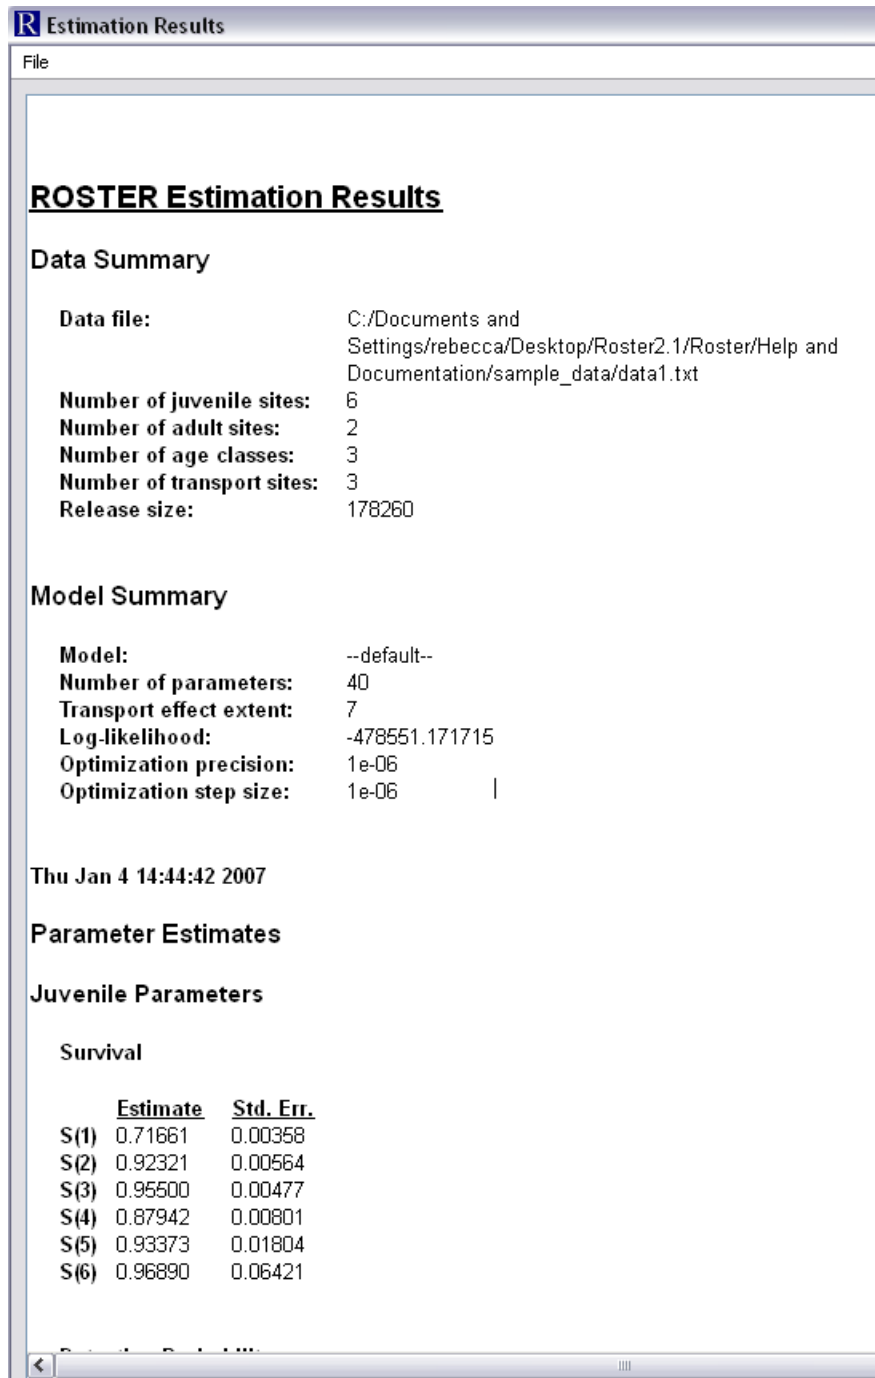 R Estimation Results
File
ROSTER Estimation Results
Data Summary
Data file: C:/Documents and
Settings/rebecca/Desktop/Roster2.1/Roster/Help and
Documentation/sample_data/data1.txt
Number of juvenile sites: 6
Number of adult sites: 2
Number of age classes: 3
Number of transport sites: 3
Release size: 178260
Model Summary
Model: --default--
Number of parameters: 40
Transport effect extent: 7
Log-likelihood: -478551.171715
Optimization precision: 1e-06
Optimization step size: 1e-06
Thu Jan 4 14:44:42 2007
Parameter Estimates
Juvenile Parameters
Survival
Estimate Std. Err.
S(1) 0.71661 0.00358
S(2) 0.92321 0.00564
S(3) 0.95500 0.00477
S(4) 0.87942 0.00801
S(5) 0.93373 0.01804
S(6) 0.96890 0.06421